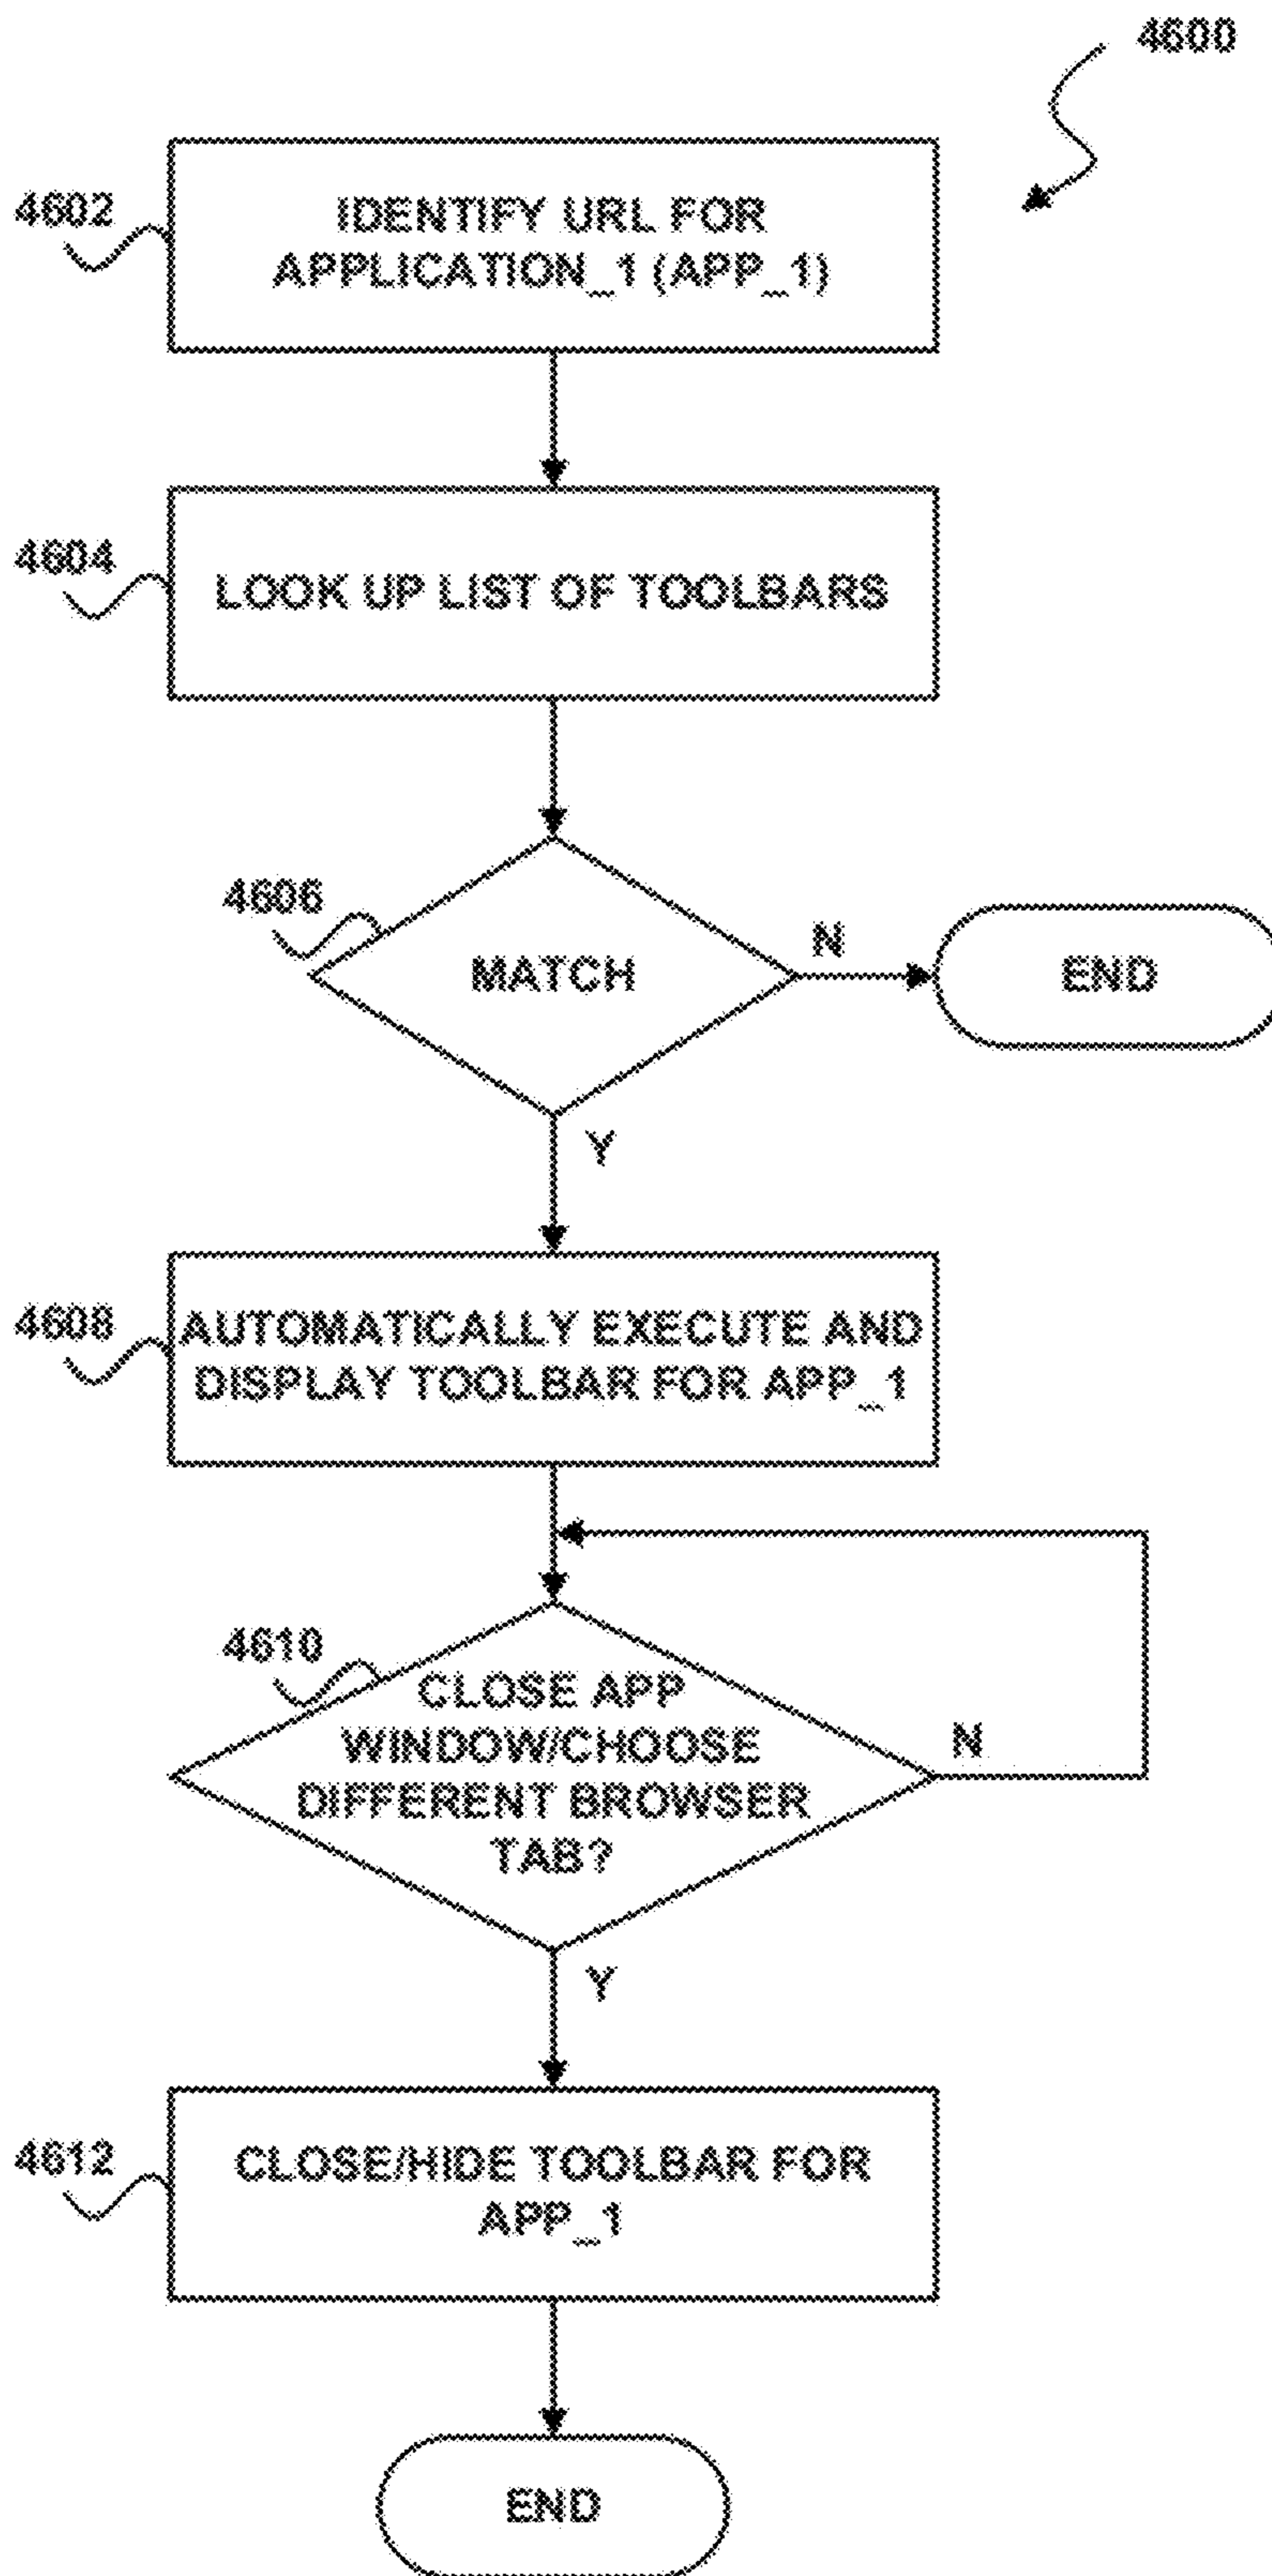 4600
4602
IDENTIFY URL FOR
APPLICATION_1 (APP_1)
4604
LOOK UP LIST OF TOOLBARS
4606
MATCH
N
END
Y
4608
AUTOMATICALLY EXECUTE AND
DISPLAY TOOLBAR FOR APP_1
4610
CLOSE APP
WINDOW/CHOOSE
DIFFERENT BROWSER
TAB?
N
Y
4612
CLOSE/HIDE TOOLBAR FOR
APP_1
END